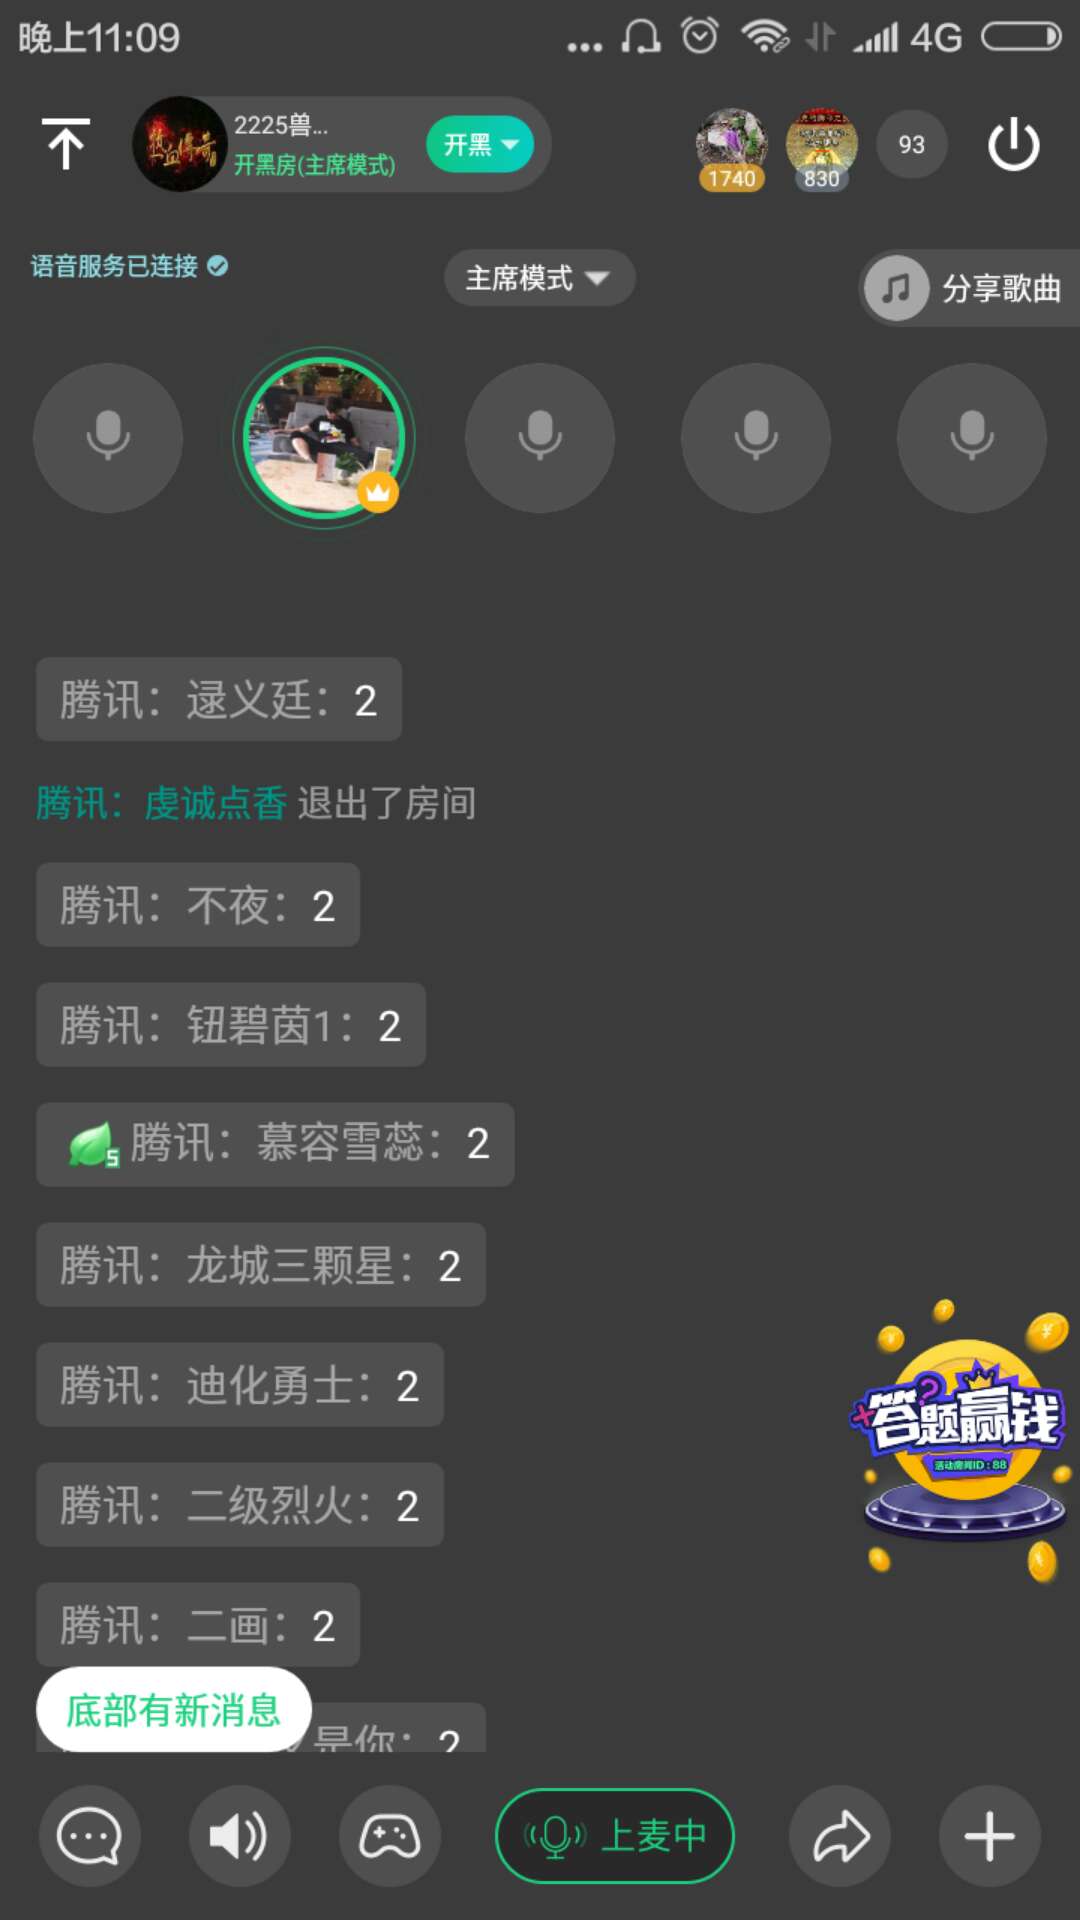 晚上11:09
4G
热血传奇
2225兽...
开黑房(主席模式)
开黑
1740
830
93
语音服务已连接
主席模式
分享歌曲
腾讯：逯义廷：2
腾讯：虔诚点香 退出了房间
腾讯：不夜：2
腾讯：钮碧茵1：2
5 腾讯：慕容雪蕊：2
腾讯：龙城三颗星：2
腾讯：迪化勇士：2
腾讯：二级烈火：2
腾讯：二画：2
答题赢钱
活动房间ID:88
底部有新消息
是你：2
上麦中